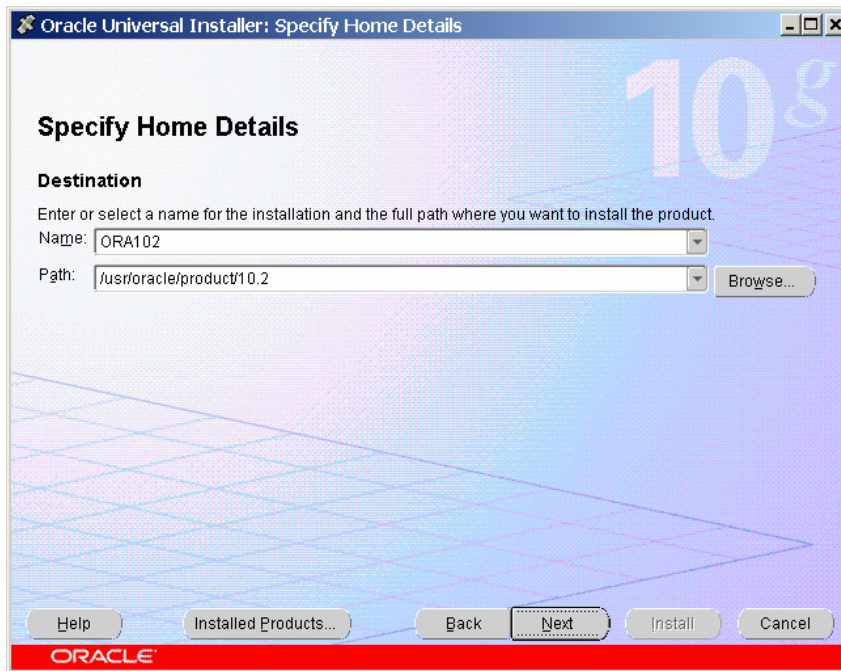 Oracle Universal Installer: Specify Home Details
10g
Specify Home Details
Destination
Enter or select a name for the installation and the full path where you want to install the product.
Name: ORA102
Path: /usr/oracle/product/10.2 Browse...
Help Installed Products... Back Next Install Cancel
ORACLE